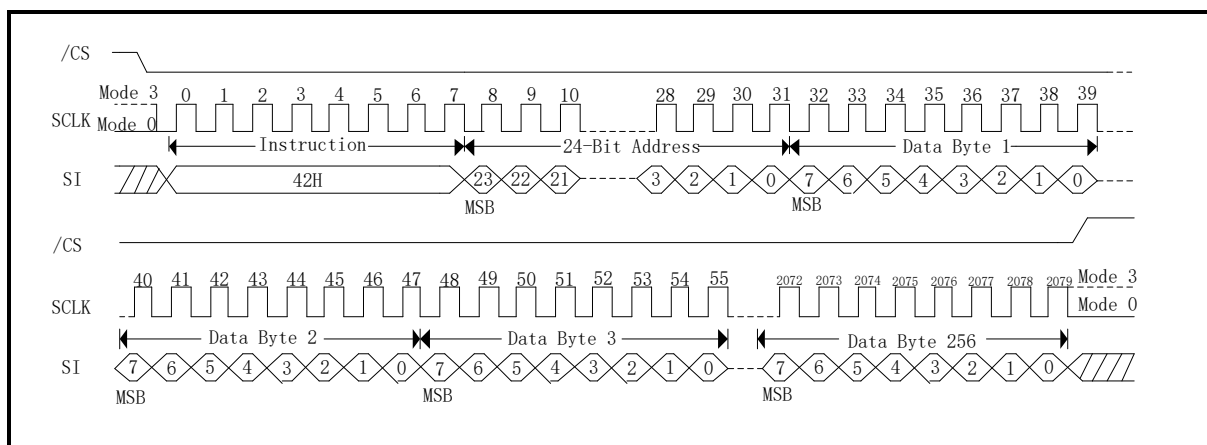 /CS
Mode 3 0 1 2 3 4 5 6 7 8 9 10 28 29 30 31 32 33 34 35 36 37 38 39
SCLK Mode 0
Instruction 24-Bit Address Data Byte 1
SI 42H 23 22 21 3 2 1 0 7 6 5 4 3 2 1 0
MSB MSB
/CS
40 41 42 43 44 45 46 47 48 49 50 51 52 53 54 55 2072 2073 2074 2075 2076 2077 2078 2079 Mode 3
SCLK Mode 0
Data Byte 2 Data Byte 3 Data Byte 256
SI 7 6 5 4 3 2 1 0 7 6 5 4 3 2 1 0 7 6 5 4 3 2 1 0
MSB MSB MSB